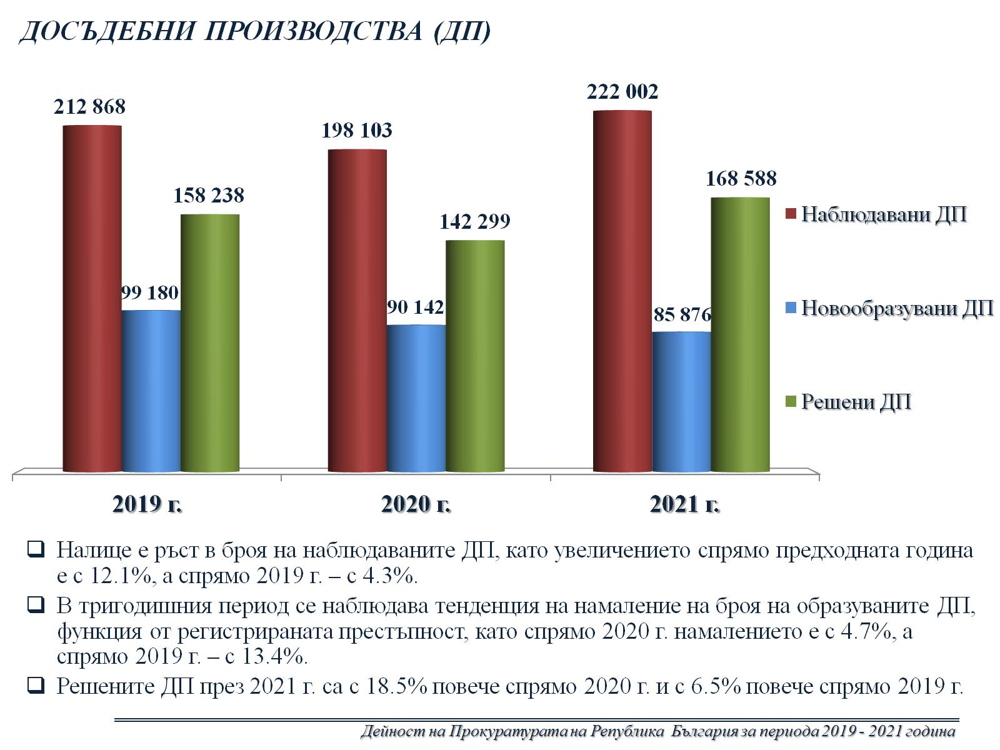 ДОСЪДЕБНИ ПРОИЗВОДСТВА (ДП)
222 002
212 868
198 103
168 588
158 238
142 299
99 180
90 142
85 876
Наблюдавани ДП
Новообразувани ДП
Решени ДП
2019 г.
2020 г.
2021 г.
Налице е ръст в броя на наблюдаваните ДП, като увеличението спрямо предходната година
е с 12.1%, а спрямо 2019 г. – с 4.3%.
В тригодишния период се наблюдава тенденция на намаление на броя на образуваните ДП,
функция от регистрираната престъпност, като спрямо 2020 г. намалението е с 4.7%, а
спрямо 2019 г. – с 13.4%.
Решените ДП през 2021 г. са с 18.5% повече спрямо 2020 г. и с 6.5% повече спрямо 2019 г.
Дейност на Прокуратурата на Република България за периода 2019 - 2021 година